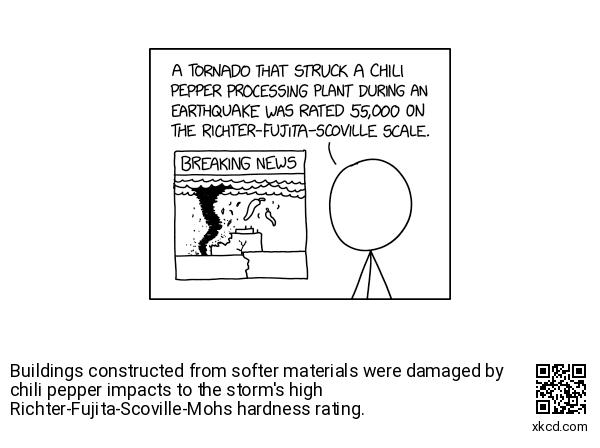 A TORNADO THAT STRUCK A CHILI
PEPPER PROCESSING PLANT DURING AN
EARTHQUAKE WAS RATED 55,000 ON
THE RICHTER-FUJITA-SCOVILLE SCALE.
BREAKING NEWS
Buildings constructed from softer materials were damaged by
chili pepper impacts to the storm's high
Richter-Fujita-Scoville-Mohs hardness rating.
xkcd.com